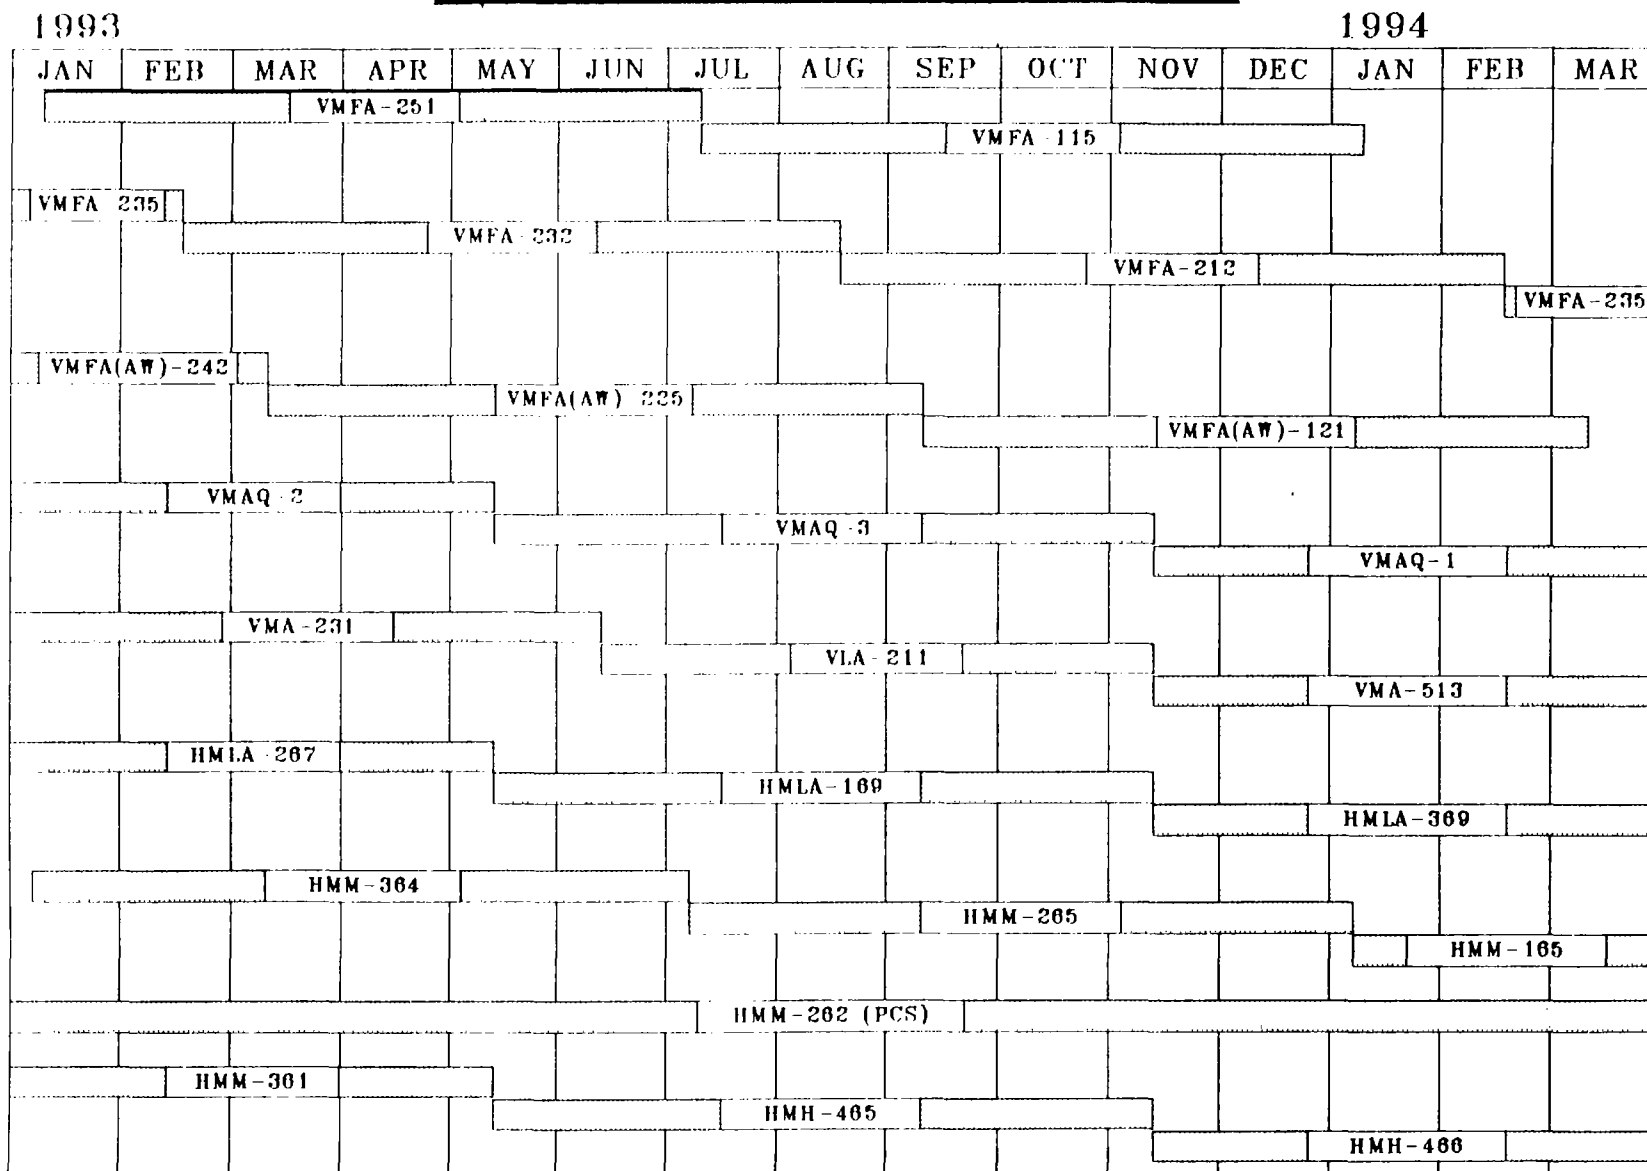 1993 1994
JAN FEB MAR APR MAY JUN JUL AUG SEP OCT NOV DEC JAN FEB MAR
VMFA-251
VMFA-115
VMFA 235
VMFA-232
VMFA-212
VMFA-235
VMFA(AW)-242
VMFA(AW) 225
VMFA(AW)-121
VMAQ-2
VMAQ-3
VMAQ-1
VMA-231
VLA-211
VMA-513
HMLA-267
HMLA-169
HMLA-369
HMM-364
HMM-265
HMM-165
HMM-262 (PCS)
HMM-361
HMH-465
HMH-466